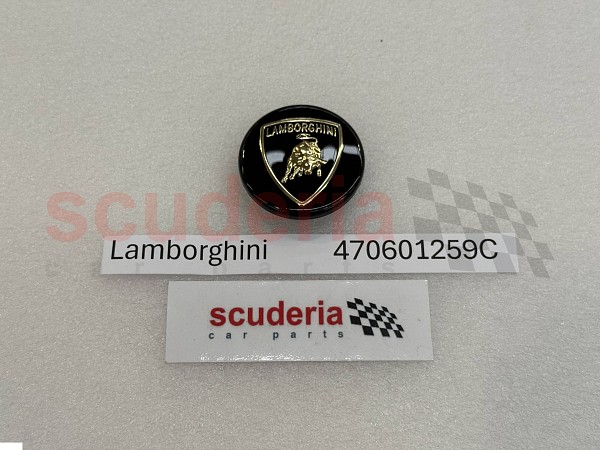 LAMBORGHINI
scuderia
car parts
Lamborghini 470601259C
scuderia
car parts